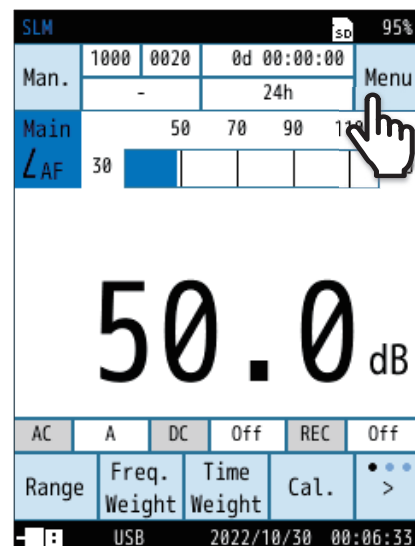 SLM SD 95%
Man. 1000 0020 0d 00:00:00 Menu
- 24h
Main 50 70 90
LAF 30
50.0 dB
AC A DC Off REC Off
Range Freq. Weight Time Weight Cal. >
USB 2022/10/30 00:06:33